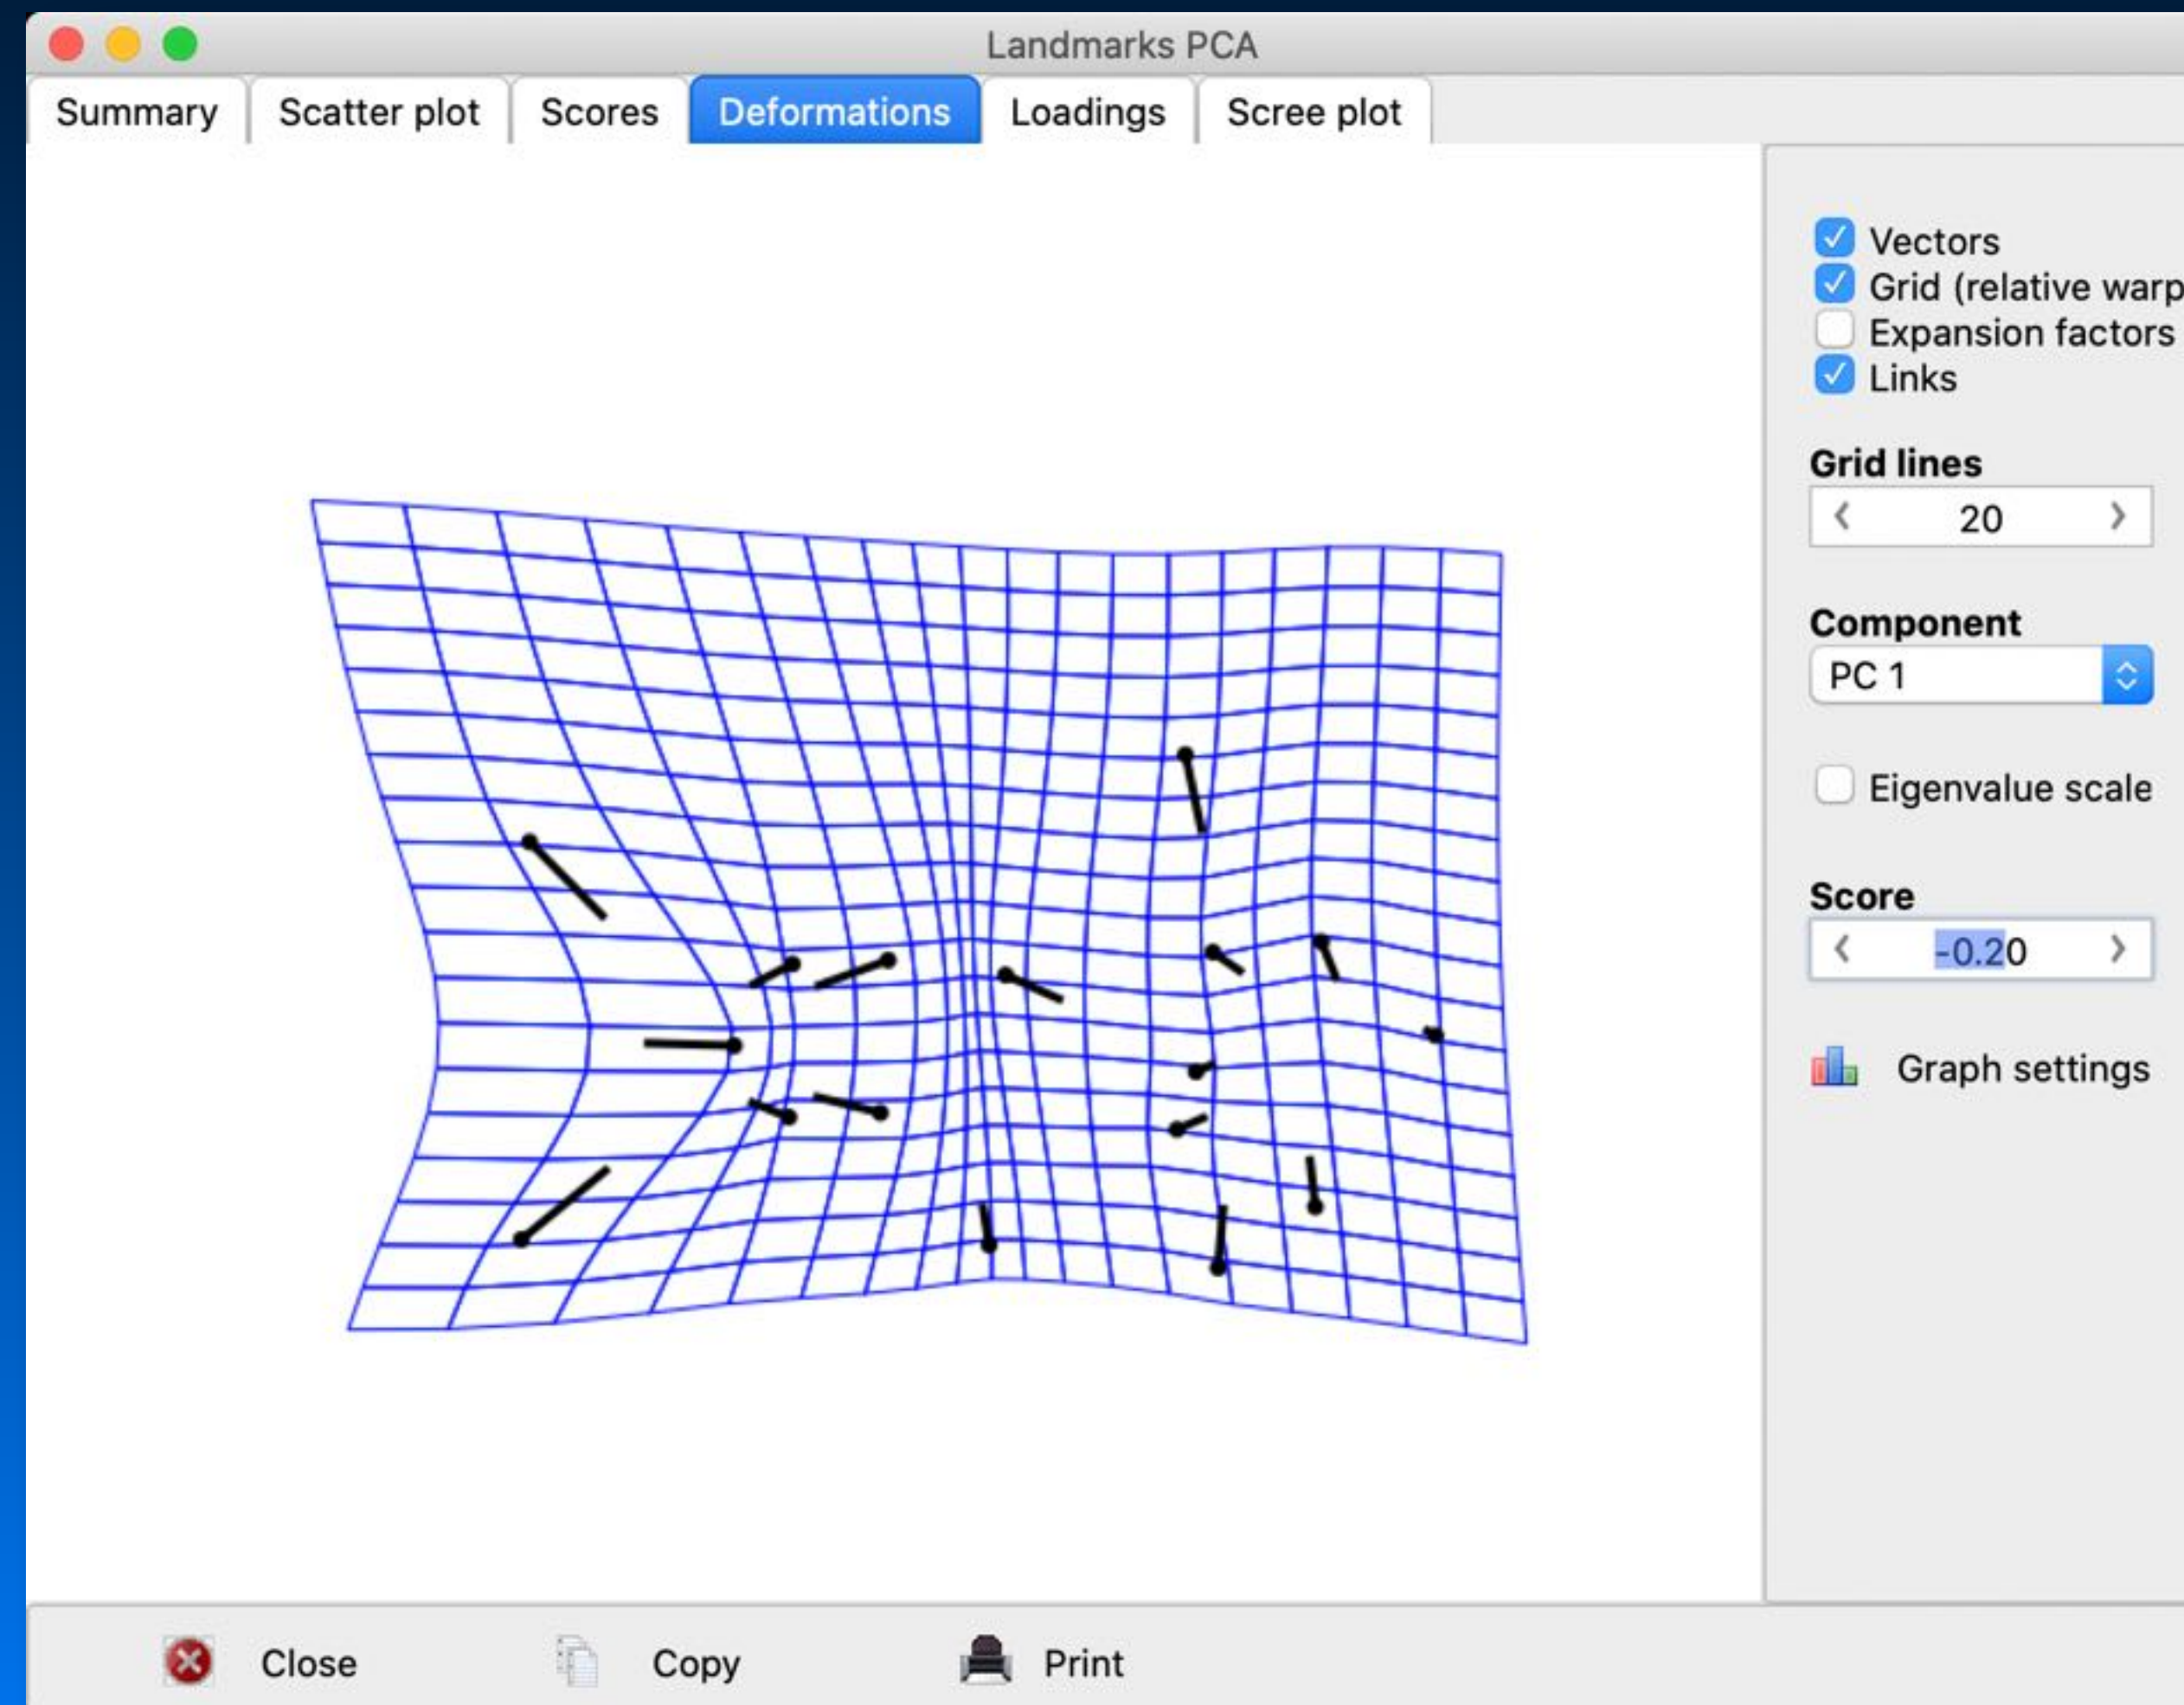 Landmarks PCA
Summary Scatter plot Scores Deformations Loadings Scree plot
Vectors
Grid (relative warp
Expansion factors
Links
Grid lines
20
Component
PC 1
Eigenvalue scale
Score
-0.20
Graph settings
Close Copy Print